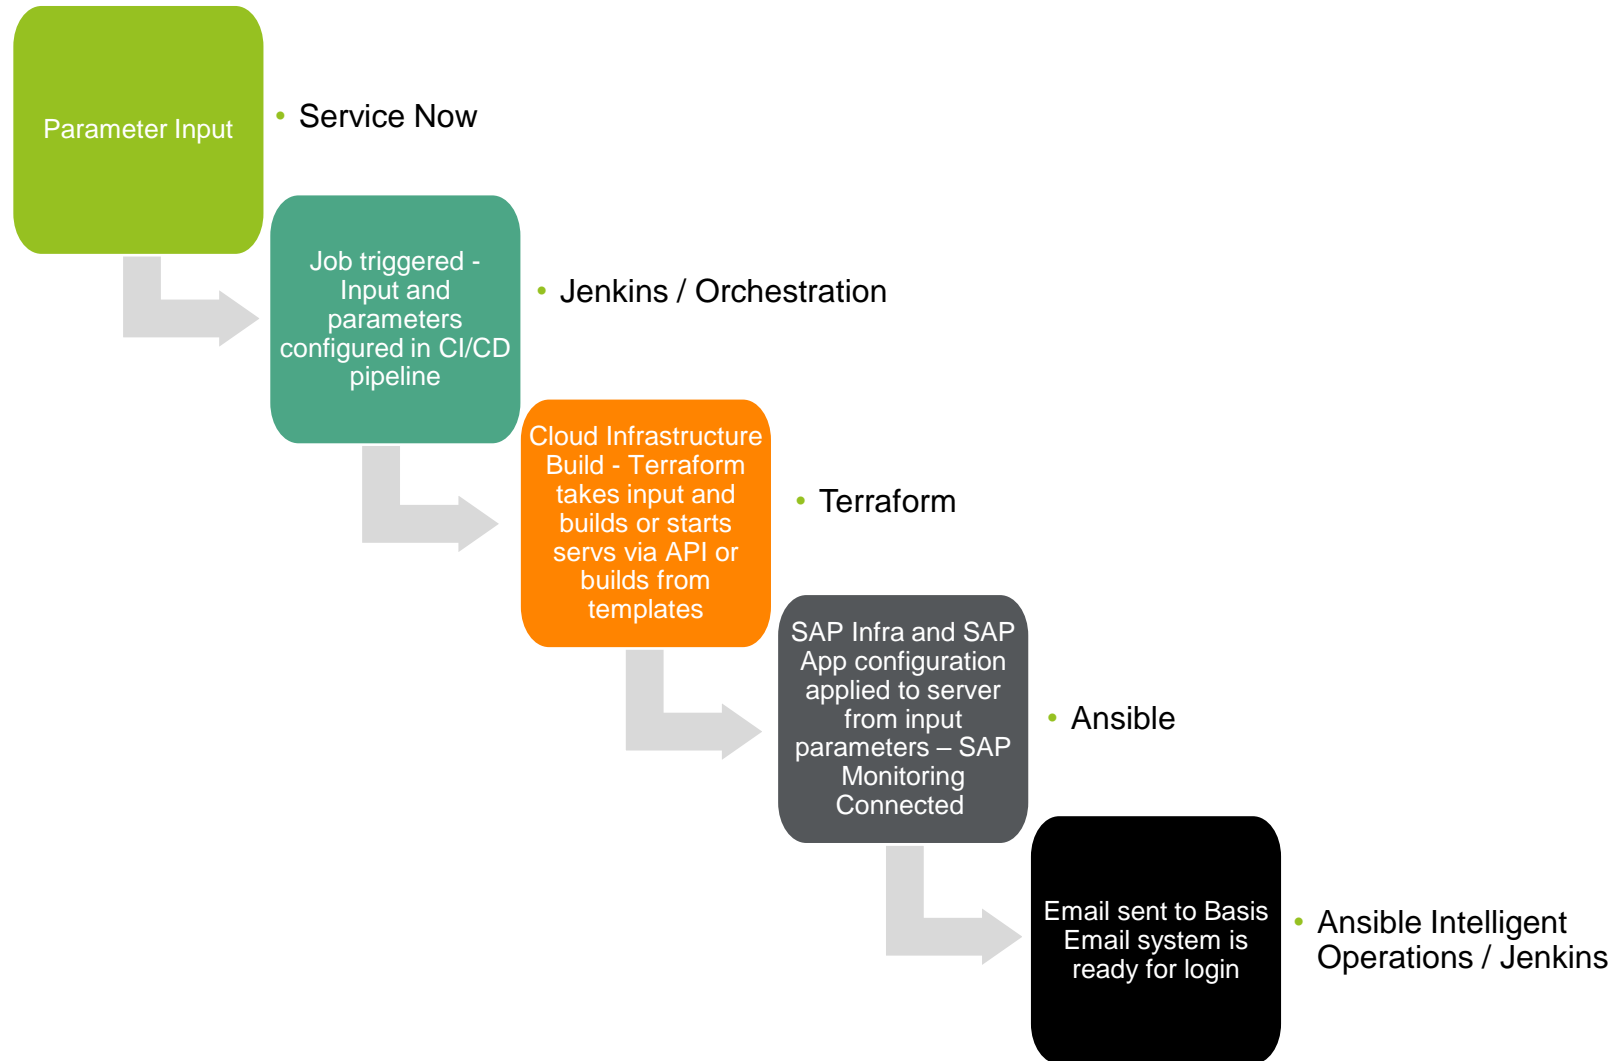 Parameter Input
• Service Now
Job triggered -
Input and
parameters
configured in CI/CD
pipeline
• Jenkins / Orchestration
Cloud Infrastructure
Build - Terraform
takes input and
builds or starts
servs via API or
builds from
templates
• Terraform
SAP Infra and SAP
App configuration
applied to server
from input
parameters – SAP
Monitoring
Connected
• Ansible
Email sent to Basis
Email system is
ready for login
• Ansible Intelligent
Operations / Jenkins